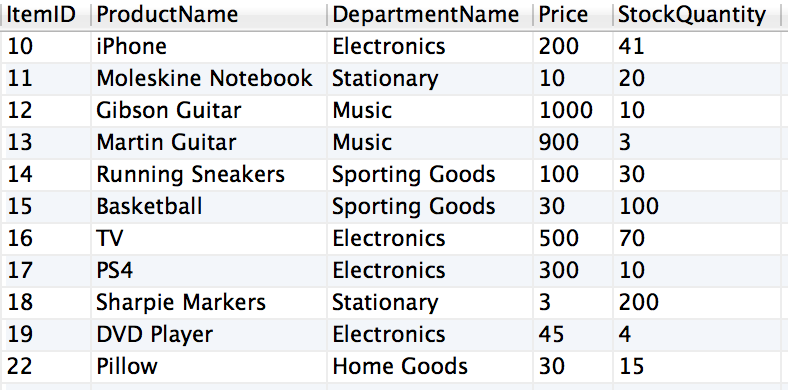 ItemID ProductName DepartmentName Price StockQuantity
10 iPhone Electronics 200 41
11 Moleskine Notebook Stationary 10 20
12 Gibson Guitar Music 1000 10
13 Martin Guitar Music 900 3
14 Running Sneakers Sporting Goods 100 30
15 Basketball Sporting Goods 30 100
16 TV Electronics 500 70
17 PS4 Electronics 300 10
18 Sharpie Markers Stationary 3 200
19 DVD Player Electronics 45 4
22 Pillow Home Goods 30 15